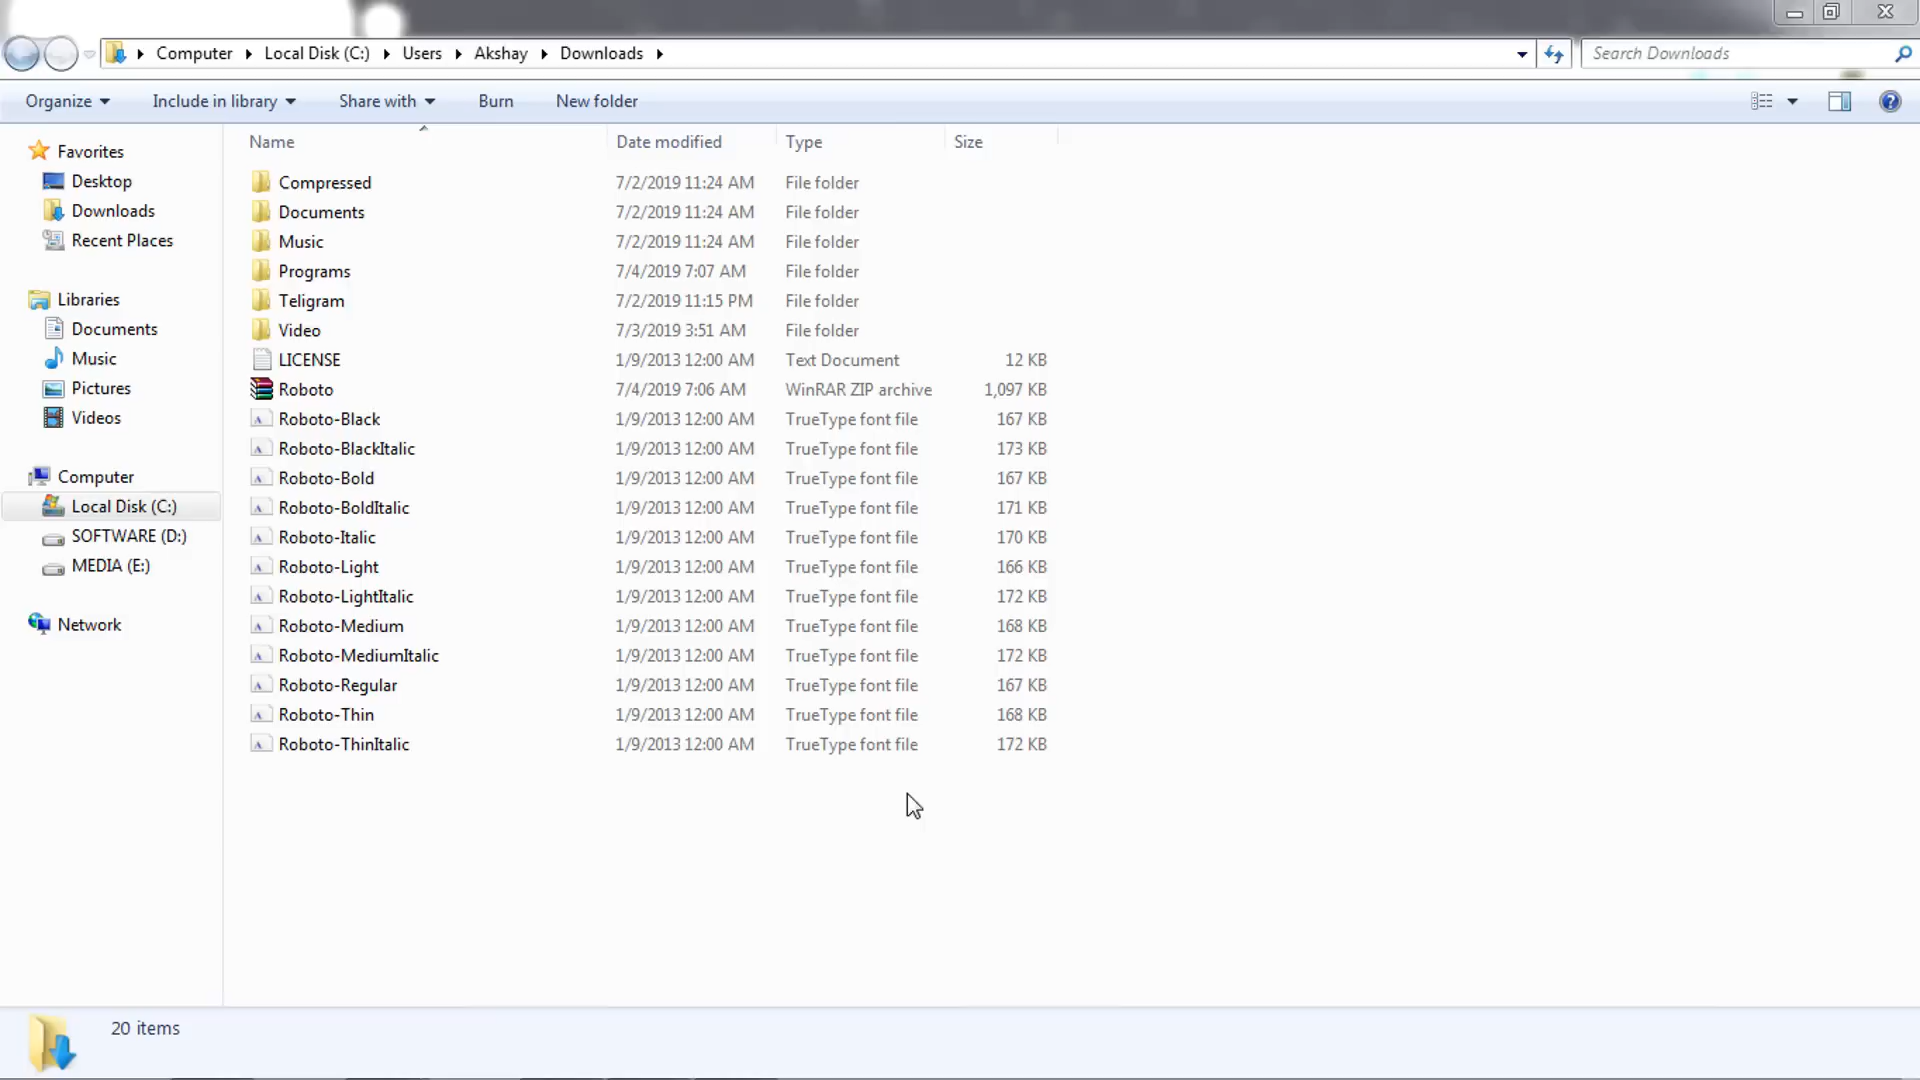 Computer Local Disk (C:) Users Akshay Downloads Search Downloads
Organize Include in library Share with Burn New folder
Name Date modified Type Size
Favorites
Desktop
Downloads
Recent Places
Libraries
Documents
Music
Pictures
Videos
Computer
Local Disk (C:)
SOFTWARE (D:)
MEDIA (E:)
Network
Compressed 7/2/2019 11:24 AM File folder
Documents 7/2/2019 11:24 AM File folder
Music 7/2/2019 11:24 AM File folder
Programs 7/4/2019 7:07 AM File folder
Teligram 7/2/2019 11:15 PM File folder
Video 7/3/2019 3:51 AM File folder
LICENSE 1/9/2013 12:00 AM Text Document 12 KB
Roboto 7/4/2019 7:06 AM WinRAR ZIP archive 1,097 KB
Roboto-Black 1/9/2013 12:00 AM TrueType font file 167 KB
Roboto-BlackItalic 1/9/2013 12:00 AM TrueType font file 173 KB
Roboto-Bold 1/9/2013 12:00 AM TrueType font file 167 KB
Roboto-BoldItalic 1/9/2013 12:00 AM TrueType font file 171 KB
Roboto-Italic 1/9/2013 12:00 AM TrueType font file 170 KB
Roboto-Light 1/9/2013 12:00 AM TrueType font file 166 KB
Roboto-LightItalic 1/9/2013 12:00 AM TrueType font file 172 KB
Roboto-Medium 1/9/2013 12:00 AM TrueType font file 168 KB
Roboto-MediumItalic 1/9/2013 12:00 AM TrueType font file 172 KB
Roboto-Regular 1/9/2013 12:00 AM TrueType font file 167 KB
Roboto-Thin 1/9/2013 12:00 AM TrueType font file 168 KB
Roboto-ThinItalic 1/9/2013 12:00 AM TrueType font file 172 KB
20 items